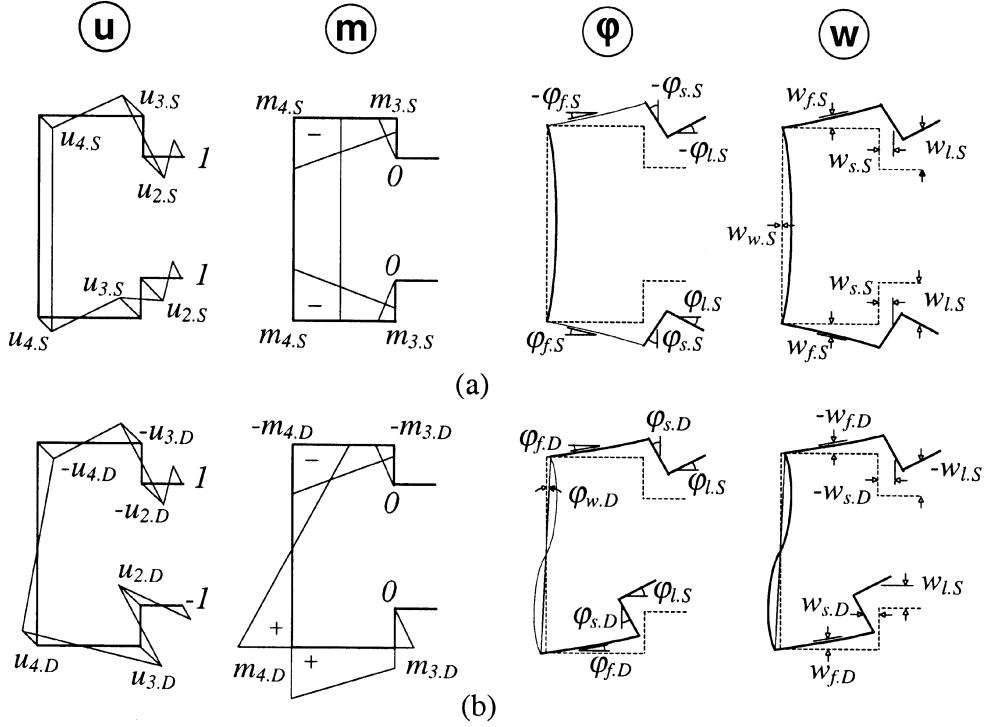 u m φ w
u3.S m4.S m3.S -φf.S -φs.S wf.S
u4.S 1 − -φl.S ws.S wl.S
u2.S 0
ww.S
u3.S 1 0 φl.S ws.S wl.S
u2.S −
u4.S m4.S m3.S φf.S φs.S wf.S
(a)
-u3.D -m4.D -m3.D φf.D φs.D -wf.D
-u4.D 1 − φl.S -ws.D -wl.S
-u2.D 0 φw.D
u2.D -1 0 φs.D φl.S ws.D wl.S
u4.D u3.D + m4.D + m3.D φf.D wf.D
(b)